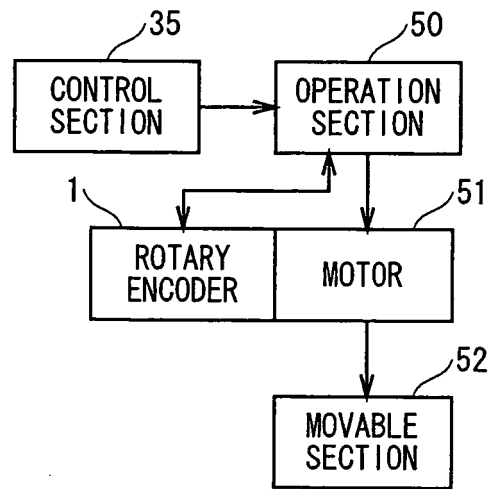 35
50
CONTROL
SECTION
OPERATION
SECTION
1
51
ROTARY
ENCODER
MOTOR
52
MOVABLE
SECTION